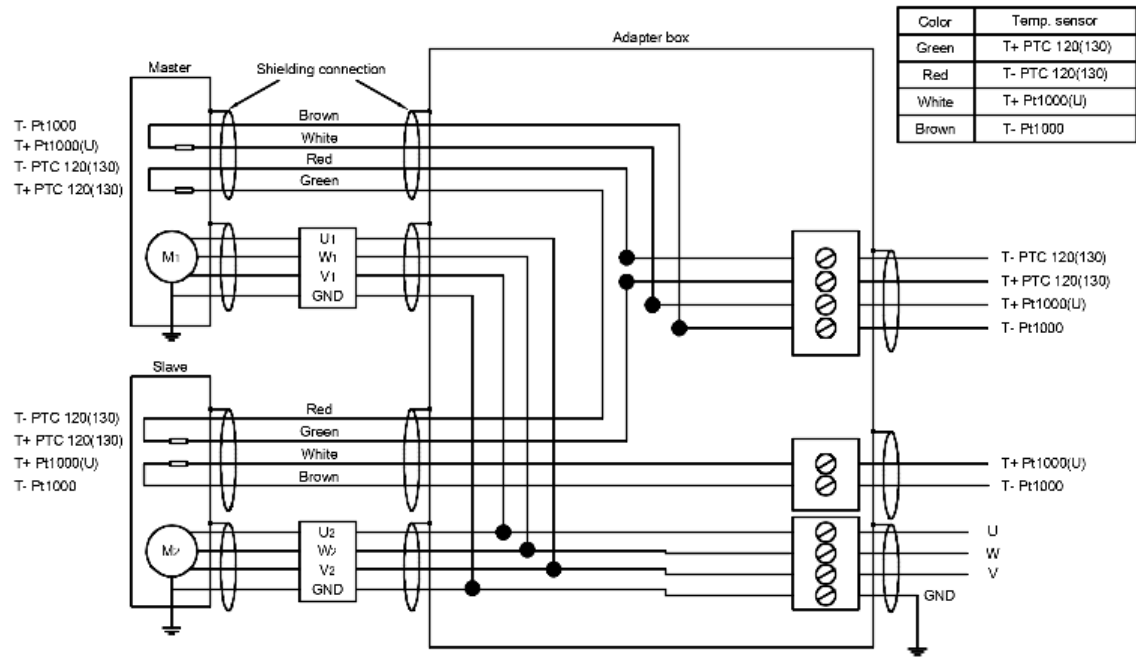 Color Temp. sensor
Green T+ PTC 120(130)
Red T- PTC 120(130)
White T+ Pt1000(U)
Brown T- Pt1000
Adapter box
Master
Shielding connection
T- Pt1000
T+ Pt1000(U)
T- PTC 120(130)
T+ PTC 120(130)
Brown
White
Red
Green
M1
U1
W1
V1
GND
T- PTC 120(130)
T+ PTC 120(130)
T+ Pt1000(U)
T- Pt1000
Slave
T- PTC 120(130)
T+ PTC 120(130)
T+ Pt1000(U)
T- Pt1000
Red
Green
White
Brown
T+ Pt1000(U)
T- Pt1000
M2
U2
W2
V2
GND
U
W
V
GND